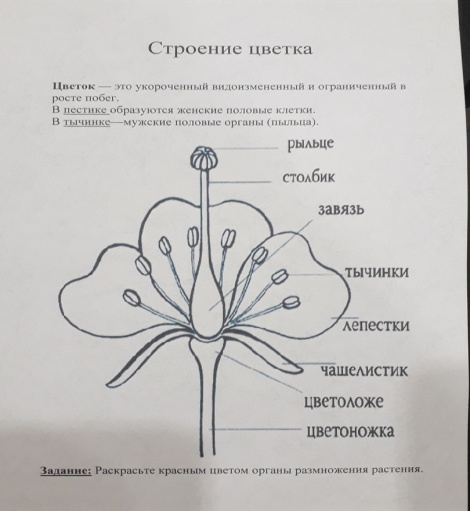 Строение цветка
Цветок — это укороченный видоизмененный и ограниченный в
росте побег.
В пестике образуются женские половые клетки.
В тычинке—мужские половые органы (пыльца).
рыльце
столбик
завязь
тычинки
лепестки
чашелистик
цветоложе
цветоножка
Задание: Раскрасьте красным цветом органы размножения растения.